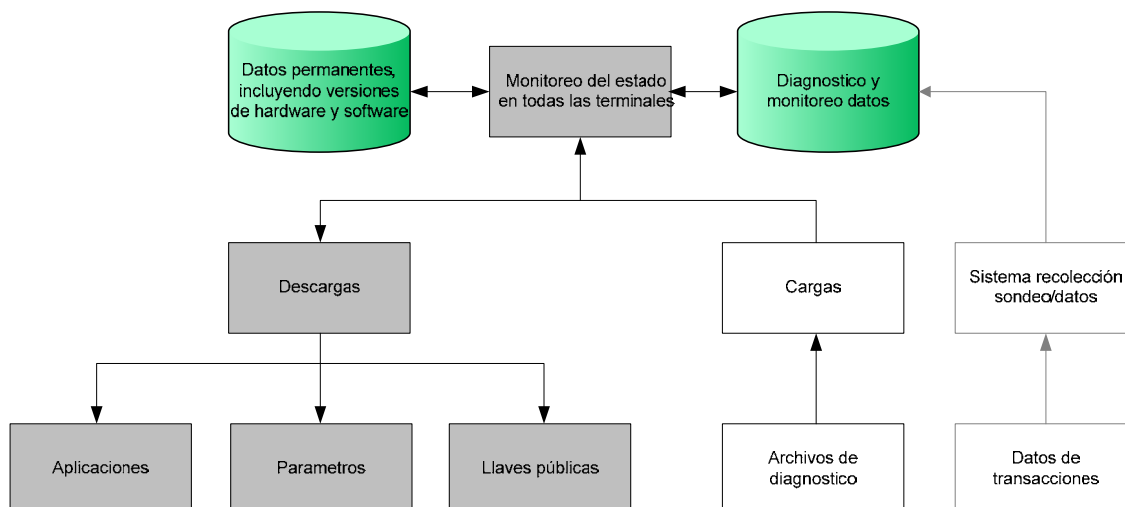 Datos permanentes,
incluyendo versiones
de hardware y software
Monitoreo del estado
en todas las terminales
Diagnostico y
monitoreo datos
Descargas
Cargas
Sistema recolección
sondeo/datos
Aplicaciones
Parametros
Llaves públicas
Archivos de
diagnostico
Datos de
transacciones